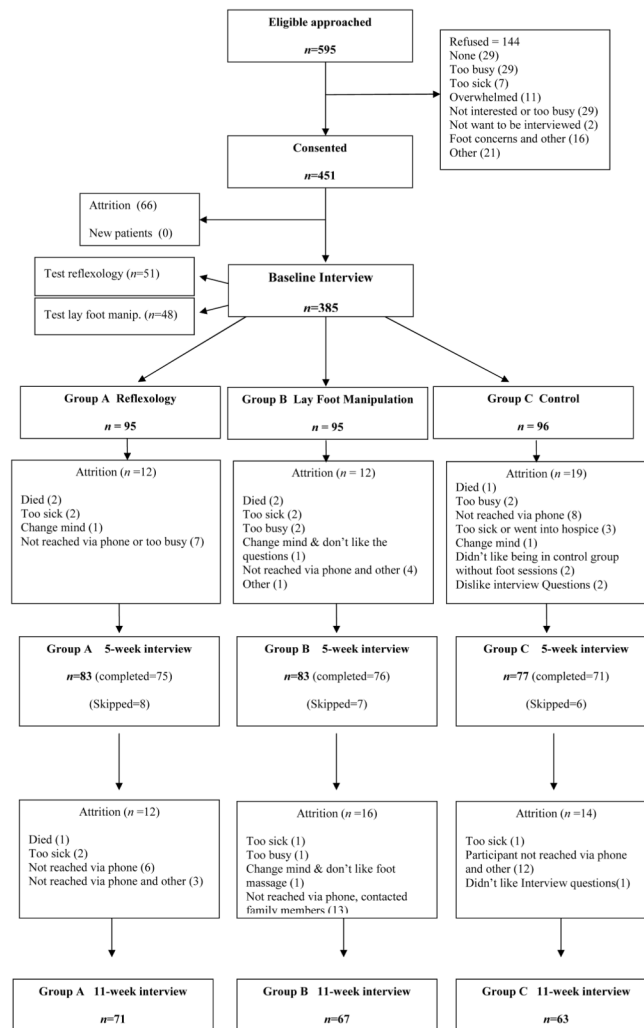 Eligible approached
n=595
Refused = 144
None (29)
Too busy (29)
Too sick (7)
Overwhelmed (11)
Not interested or too busy (29)
Not want to be interviewed (2)
Foot concerns and other (16)
Other (21)
Consented
n=451
Attrition (66)
New patients (0)
Test reflexology (n=51)
Test lay foot manip. (n=48)
Baseline Interview
n=385
Group A Reflexology
n = 95
Group B Lay Foot Manipulation
n = 95
Group C Control
n = 96
Attrition (n =12)
Died (2)
Too sick (2)
Change mind (1)
Not reached via phone or too busy (7)
Attrition (n = 12)
Died (2)
Too sick (2)
Too busy (2)
Change mind & don't like the
questions (1)
Not reached via phone and other (4)
Other (1)
Attrition (n =19)
Died (1)
Too busy (2)
Not reached via phone (8)
Too sick or went into hospice (3)
Change mind (1)
Didn't like being in control group
without foot sessions (2)
Dislike interview Questions (2)
Group A 5-week interview
n=83 (completed=75)
(Skipped=8)
Group B 5-week interview
n=83 (completed=76)
(Skipped=7)
Group C 5-week interview
n=77 (completed=71)
(Skipped=6)
Attrition (n =12)
Died (1)
Too sick (2)
Not reached via phone (6)
Not reached via phone and other (3)
Attrition (n =16)
Too sick (1)
Too busy (1)
Change mind & don't like foot
massage (1)
Not reached via phone, contacted
family members (13)
Attrition (n =14)
Too sick (1)
Participant not reached via phone
and other (12)
Didn't like Interview questions(1)
Group A 11-week interview
n=71
Group B 11-week interview
n=67
Group C 11-week interview
n=63